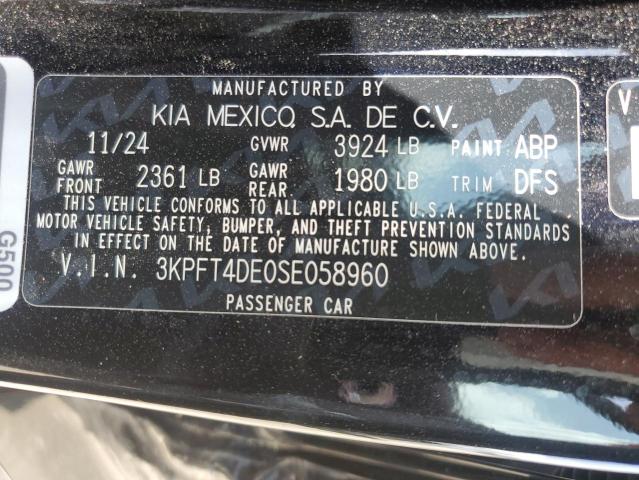 MANUFACTURED BY
KIA MEXICO, S.A. DE C.V.
11/24 GVWR 3924 LB PAINT: ABP
GAWR FRONT 2361 LB GAWR REAR 1980 LB TRIM: DFS
THIS VEHICLE CONFORMS TO ALL APPLICABLE U.S.A. FEDERAL
MOTOR VEHICLE SAFETY, BUMPER, AND THEFT PREVENTION STANDARDS
IN EFFECT ON THE DATE OF MANUFACTURE SHOWN ABOVE.
V.I.N. 3KPFT4DE0SE058960
PASSENGER CAR
G500
V